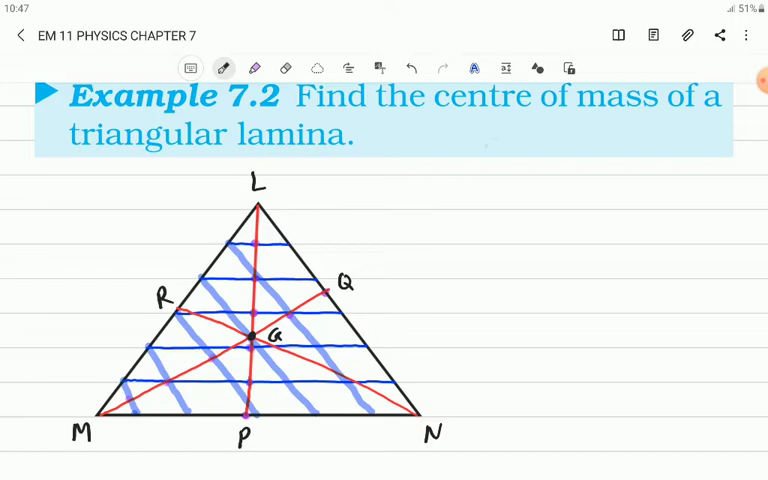 10:47
51%
EM 11 PHYSICS CHAPTER 7
Example 7.2 Find the centre of mass of a
triangular lamina.
L
R
Q
G
M
P
N